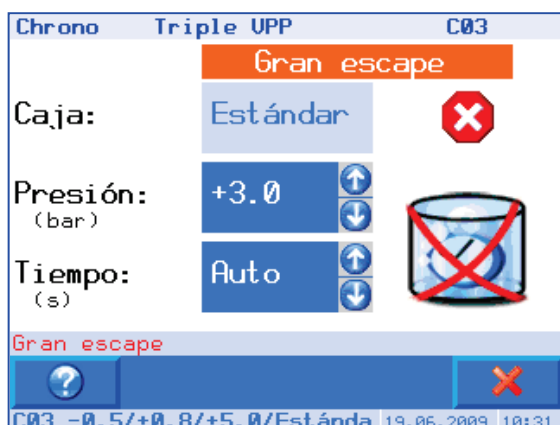 Chrono Triple VPP C03
Gran escape
Caja: Estándar
Presión: +3.0
(bar)
Tiempo: Auto
(s)
Gran escape
C03 -0.5/+0.8/+5.0/Estánda 19.06.2009 10:31